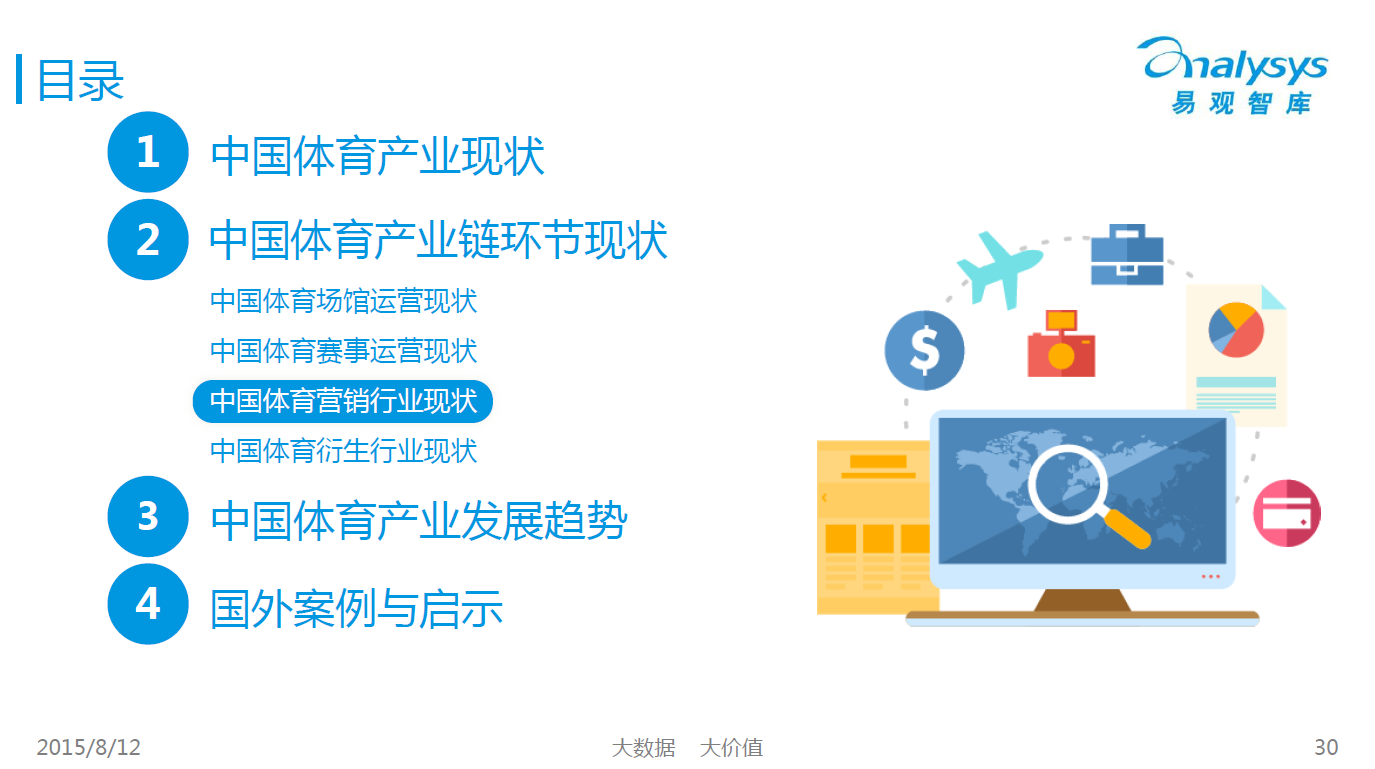 目录
analysys
易观智库
1 中国体育产业现状
2 中国体育产业链环节现状
中国体育场馆运营现状
中国体育赛事运营现状
中国体育营销行业现状
中国体育衍生行业现状
3 中国体育产业发展趋势
4 国外案例与启示
$
2015/8/12 大数据 大价值 30